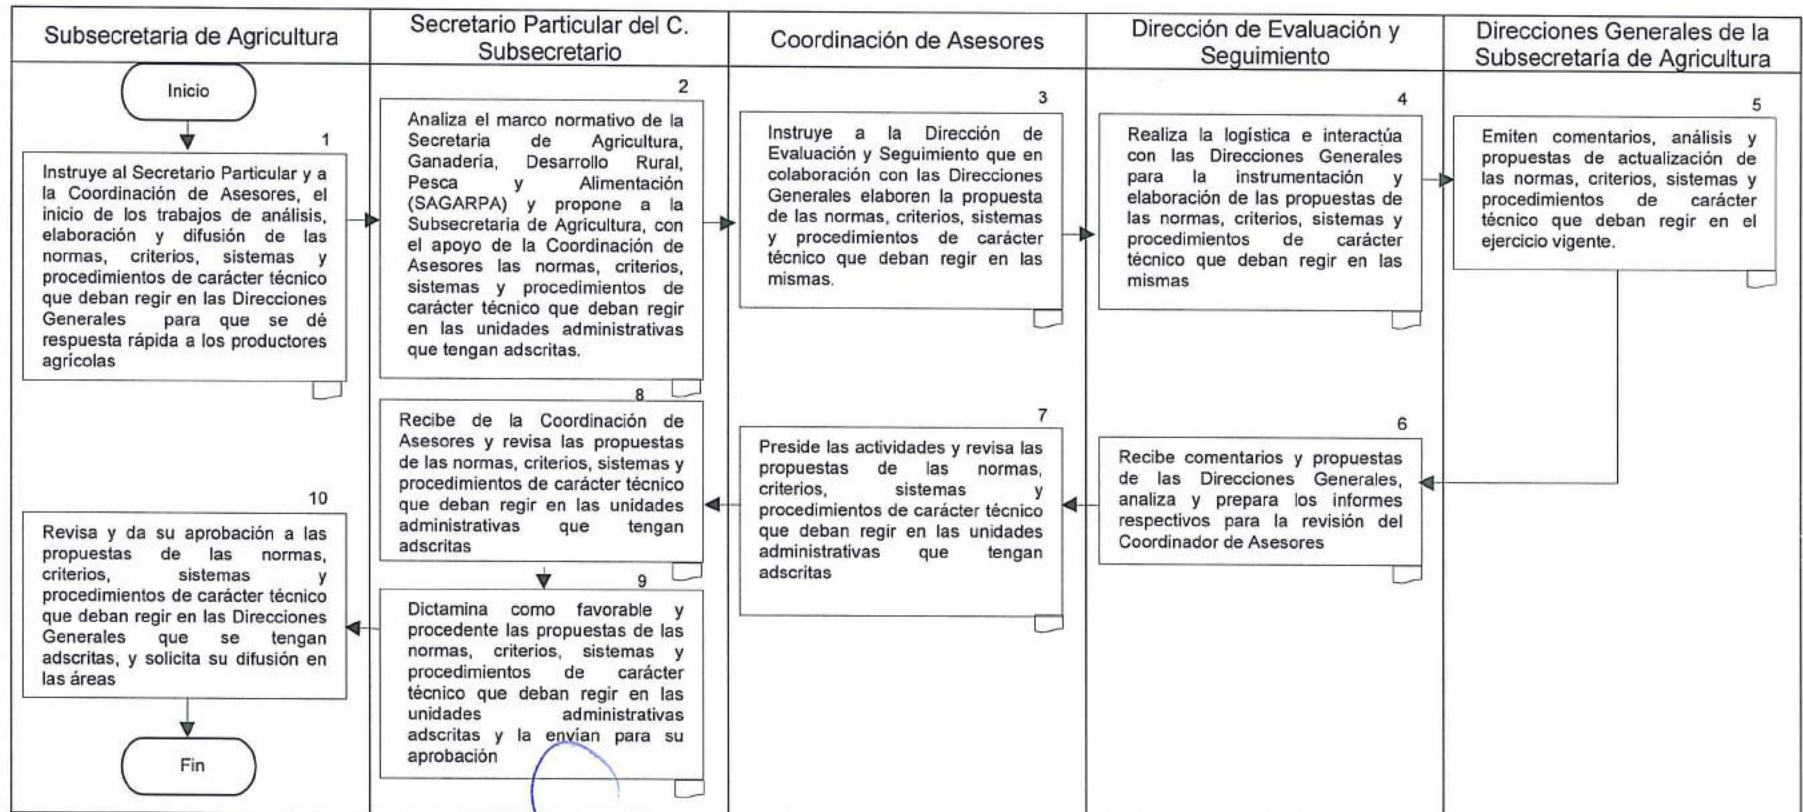 Subsecretaria de Agricultura
Secretario Particular del C.
Subsecretario
Coordinación de Asesores
Dirección de Evaluación y
Seguimiento
Direcciones Generales de la
Subsecretaría de Agricultura
Inicio
1
Instruye al Secretario Particular y a
la Coordinación de Asesores, el
inicio de los trabajos de análisis,
elaboración y difusión de las
normas, criterios, sistemas y
procedimientos de carácter técnico
que deban regir en las Direcciones
Generales para que se dé
respuesta rápida a los productores
agrícolas
2
Analiza el marco normativo de la
Secretaria de Agricultura,
Ganadería, Desarrollo Rural,
Pesca y Alimentación
(SAGARPA) y propone a la
Subsecretaria de Agricultura, con
el apoyo de la Coordinación de
Asesores las normas, criterios,
sistemas y procedimientos de
carácter técnico que deban regir
en las unidades administrativas
que tengan adscritas.
3
Instruye a la Dirección de
Evaluación y Seguimiento que en
colaboración con las Direcciones
Generales elaboren la propuesta
de las normas, criterios, sistemas
y procedimientos de carácter
técnico que deban regir en las
mismas.
4
Realiza la logística e interactúa
con las Direcciones Generales
para la instrumentación y
elaboración de las propuestas de
las normas, criterios, sistemas y
procedimientos de carácter
técnico que deban regir en las
mismas
5
Emiten comentarios, análisis y
propuestas de actualización de
las normas, criterios, sistemas y
procedimientos de carácter
técnico que deban regir en el
ejercicio vigente.
6
Recibe comentarios y propuestas
de las Direcciones Generales,
analiza y prepara los informes
respectivos para la revisión del
Coordinador de Asesores
7
Preside las actividades y revisa las
propuestas de las normas,
criterios, sistemas y
procedimientos de carácter técnico
que deban regir en las unidades
administrativas que tengan
adscritas
8
Recibe de la Coordinación de
Asesores y revisa las propuestas
de las normas, criterios, sistemas y
procedimientos de carácter técnico
que deban regir en las unidades
administrativas que tengan
adscritas
9
Dictamina como favorable y
procedente las propuestas de las
normas, criterios, sistemas y
procedimientos de carácter
técnico que deban regir en las
unidades administrativas
adscritas y la envían para su
aprobación
10
Revisa y da su aprobación a las
propuestas de las normas,
criterios, sistemas y
procedimientos de carácter técnico
que deban regir en las Direcciones
Generales que se tengan
adscritas, y solicita su difusión en
las áreas
Fin